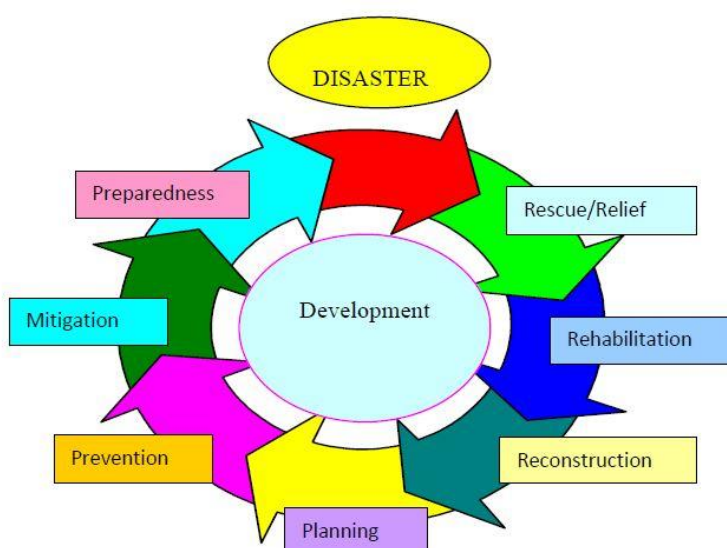 DISASTER
Preparedness
Rescue/Relief
Development
Mitigation
Rehabilitation
Prevention
Reconstruction
Planning